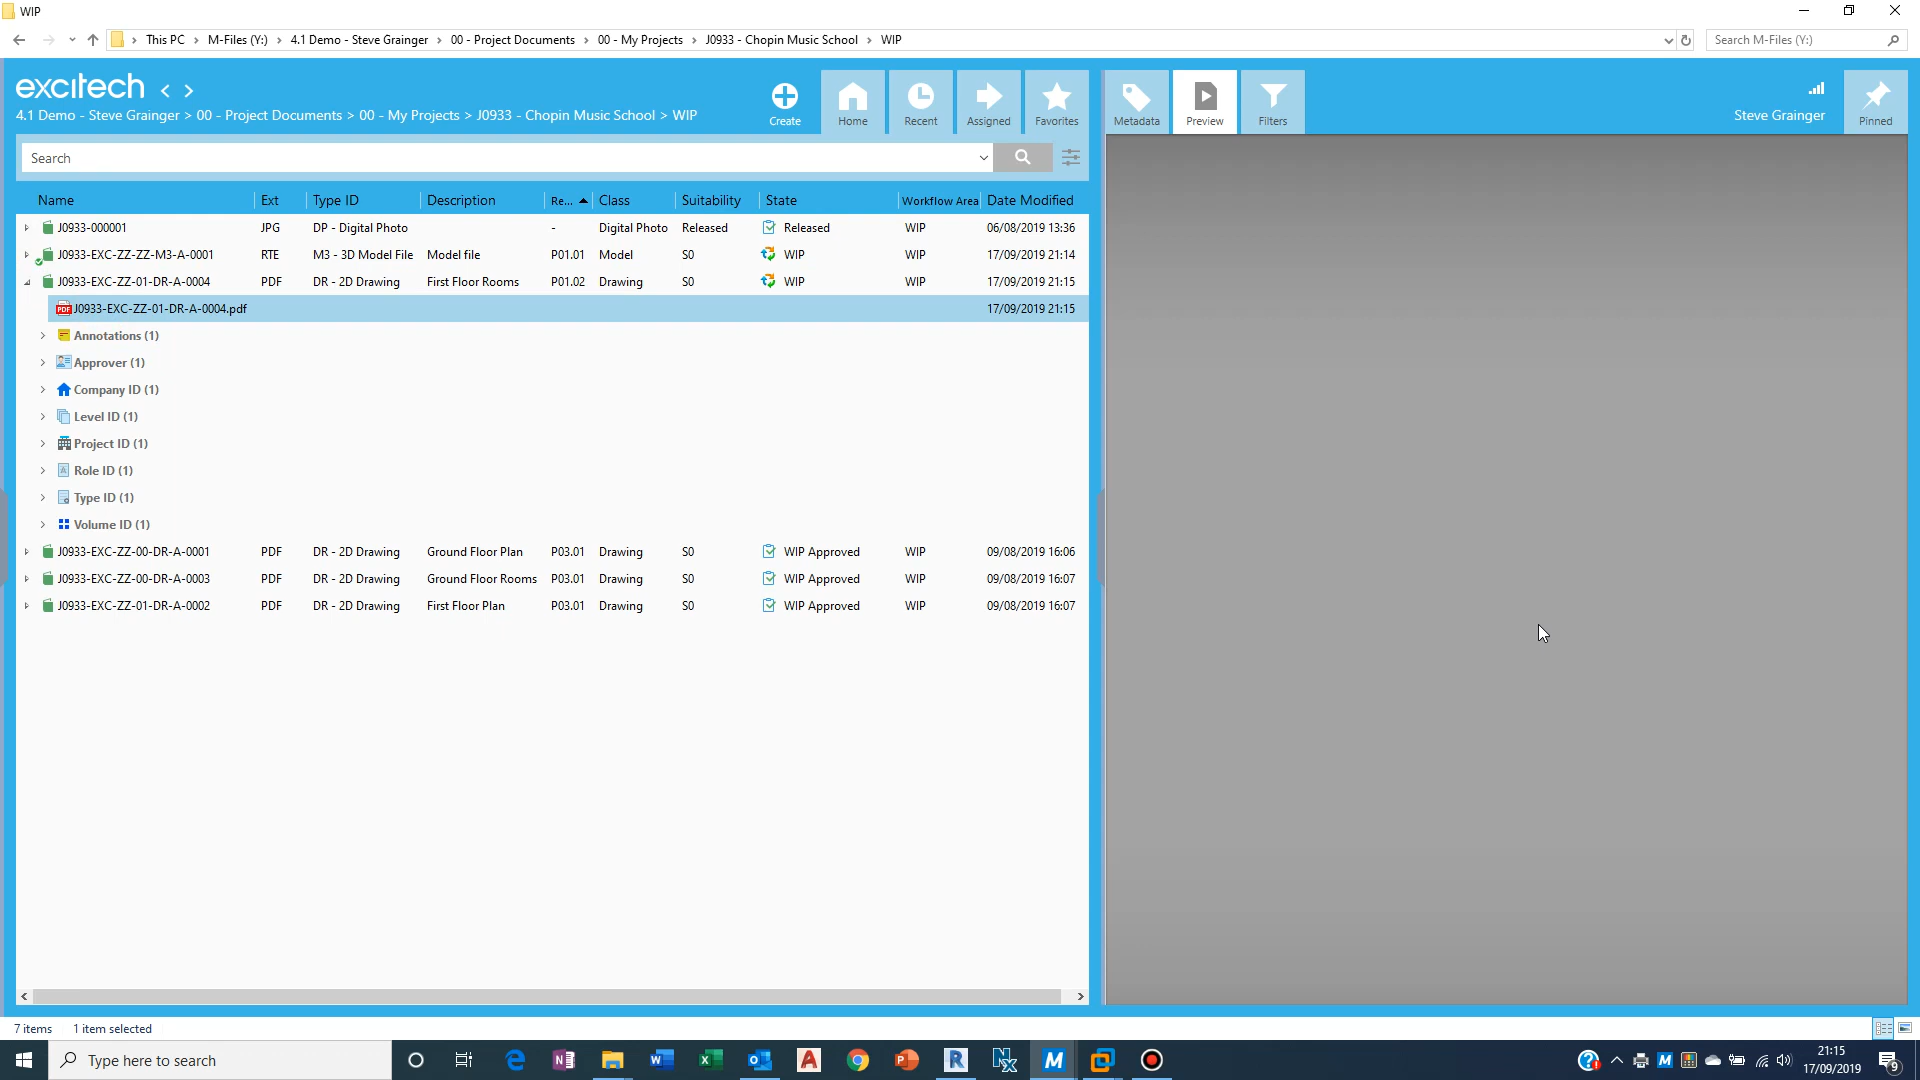 WIP
This PC > M-Files (Y:) > 4.1 Demo - Steve Grainger > 00 - Project Documents > 00 - My Projects > J0933 - Chopin Music School > WIP
Search M-Files (Y:)
excitech < >
4.1 Demo - Steve Grainger > 00 - Project Documents > 00 - My Projects > J0933 - Chopin Music School > WIP
Create Home Recent Assigned Favorites Metadata Preview Filters Steve Grainger Pinned
Search
Name Ext Type ID Description Re... Class Suitability State Workflow Area Date Modified
J0933-000001 JPG DP - Digital Photo - Digital Photo Released Released WIP 06/08/2019 13:36
J0933-EXC-ZZ-ZZ-M3-A-0001 RTE M3 - 3D Model File Model file P01.01 Model S0 WIP WIP 17/09/2019 21:14
J0933-EXC-ZZ-01-DR-A-0004 PDF DR - 2D Drawing First Floor Rooms P01.02 Drawing S0 WIP WIP 17/09/2019 21:15
PDF J0933-EXC-ZZ-01-DR-A-0004.pdf 17/09/2019 21:15
Annotations (1)
Approver (1)
Company ID (1)
Level ID (1)
Project ID (1)
Role ID (1)
Type ID (1)
Volume ID (1)
J0933-EXC-ZZ-00-DR-A-0001 PDF DR - 2D Drawing Ground Floor Plan P03.01 Drawing S0 WIP Approved WIP 09/08/2019 16:06
J0933-EXC-ZZ-00-DR-A-0003 PDF DR - 2D Drawing Ground Floor Rooms P03.01 Drawing S0 WIP Approved WIP 09/08/2019 16:07
J0933-EXC-ZZ-01-DR-A-0002 PDF DR - 2D Drawing First Floor Plan P03.01 Drawing S0 WIP Approved WIP 09/08/2019 16:07
7 items 1 item selected
Type here to search
21:15
17/09/2019
9